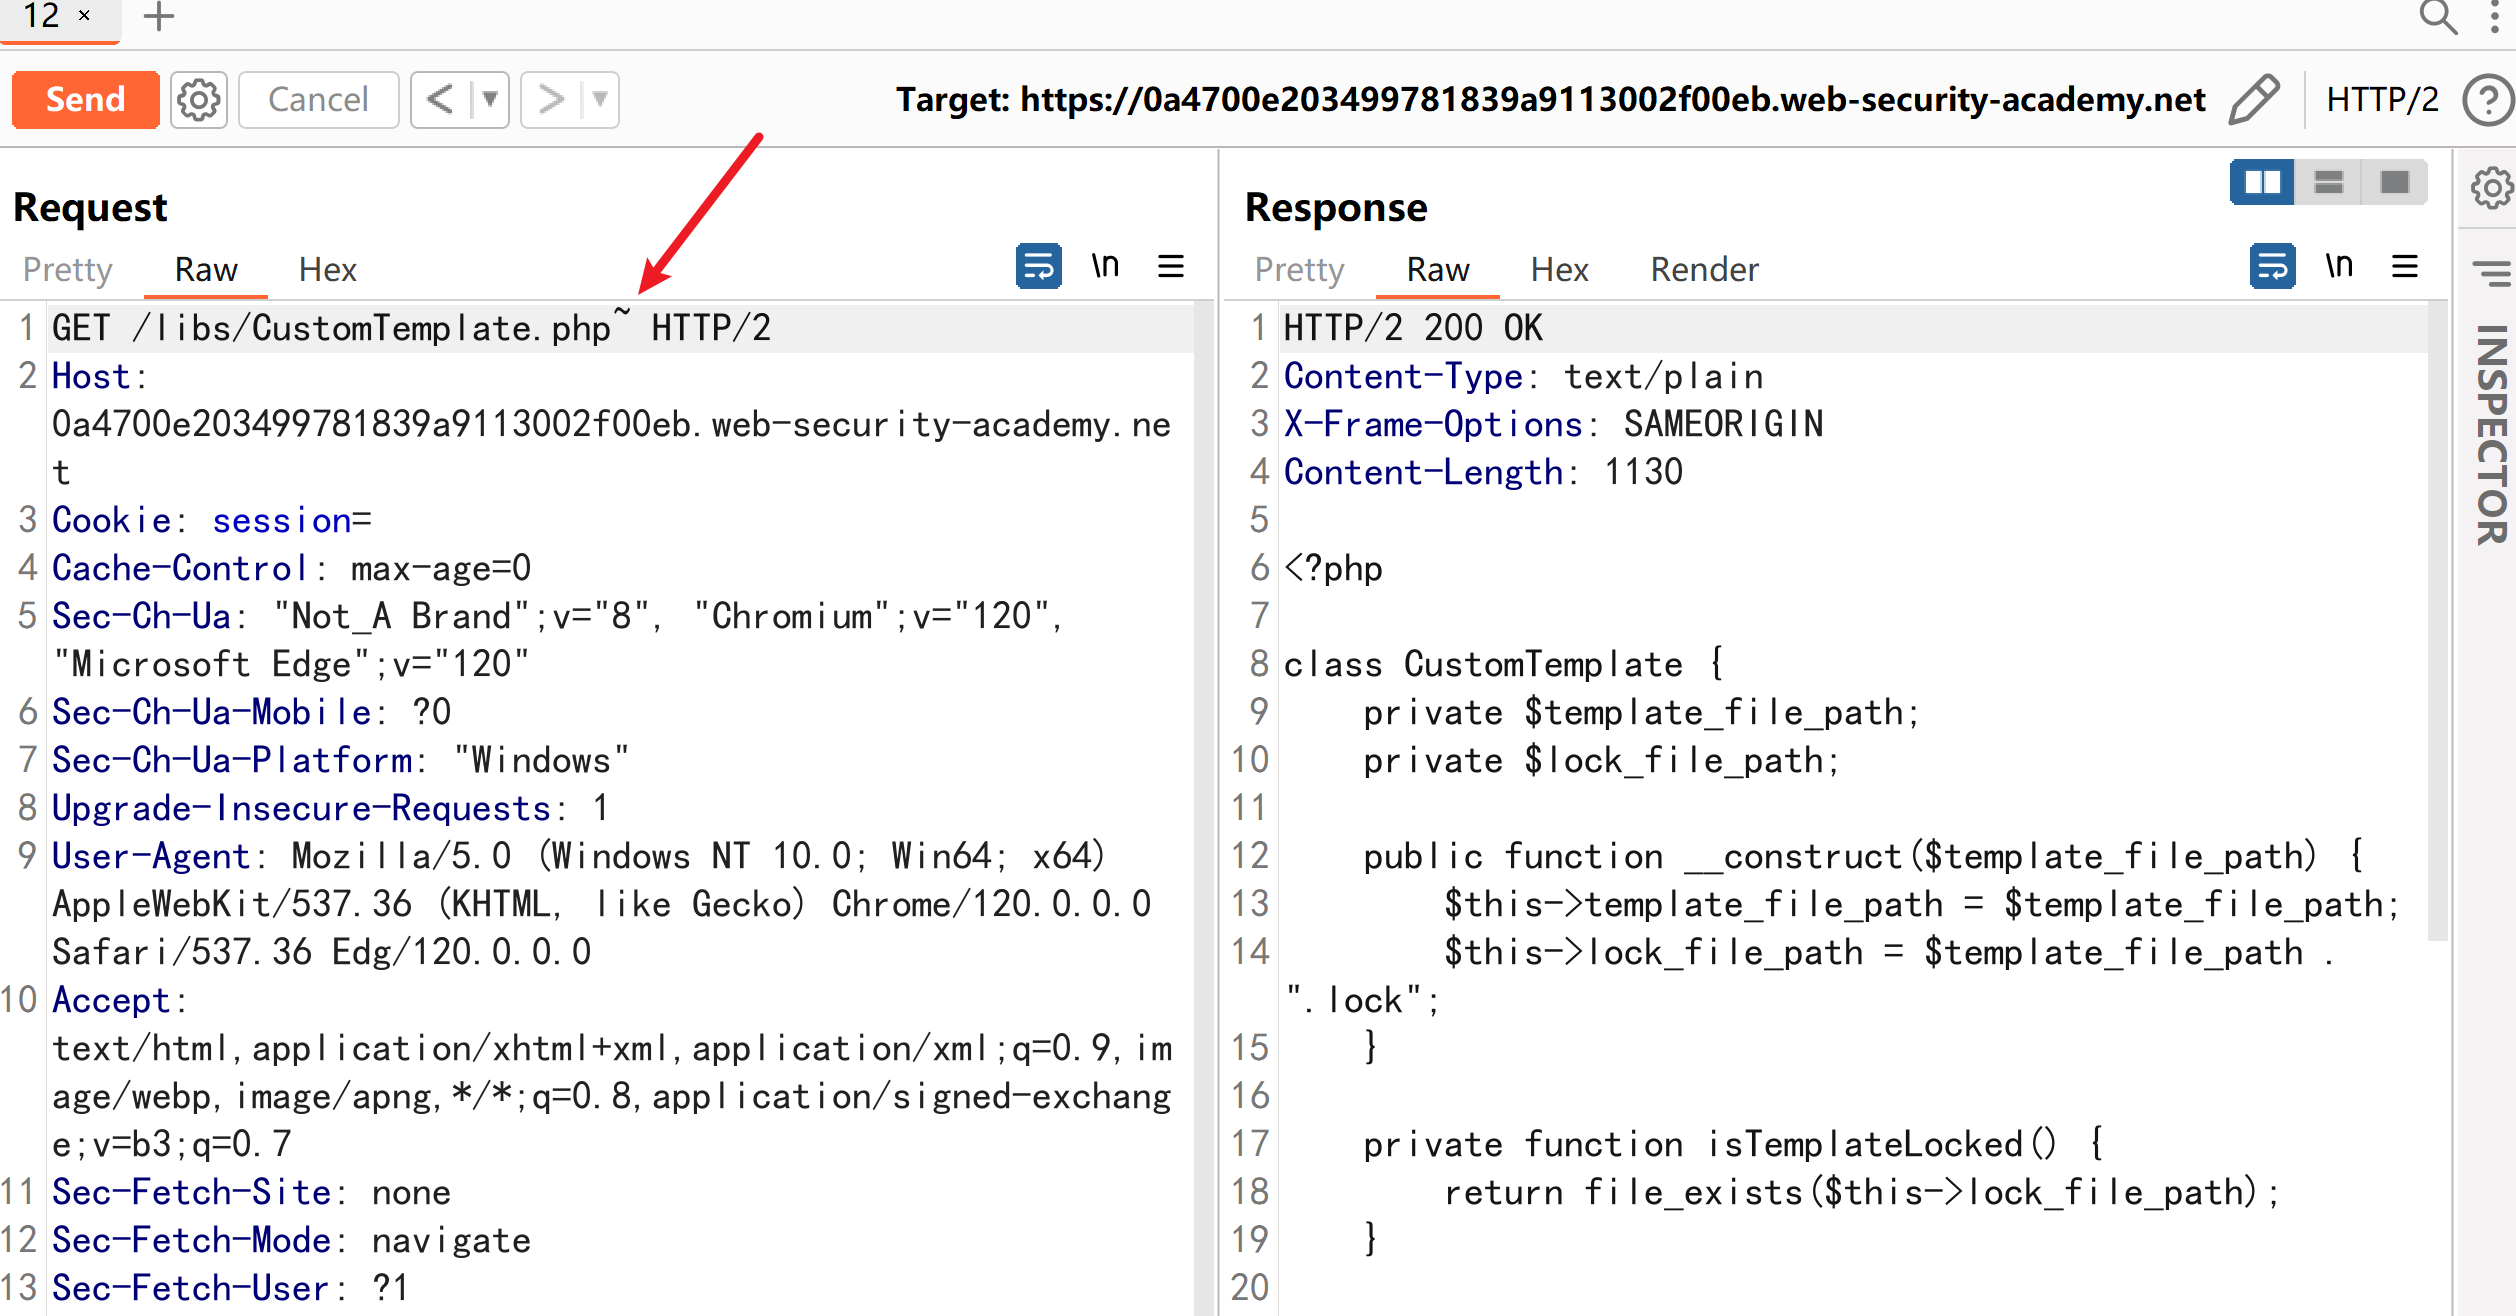 12 ×
Send
Cancel
Target: https://0a4700e203499781839a9113002f00eb.web-security-academy.net
HTTP/2
Request
Pretty Raw Hex
\n
1 GET /libs/CustomTemplate.php~ HTTP/2
2 Host:
0a4700e203499781839a9113002f00eb.web-security-academy.ne
t
3 Cookie: session=
4 Cache-Control: max-age=0
5 Sec-Ch-Ua: "Not_A Brand";v="8", "Chromium";v="120",
"Microsoft Edge";v="120"
6 Sec-Ch-Ua-Mobile: ?0
7 Sec-Ch-Ua-Platform: "Windows"
8 Upgrade-Insecure-Requests: 1
9 User-Agent: Mozilla/5.0 (Windows NT 10.0; Win64; x64)
AppleWebKit/537.36 (KHTML, like Gecko) Chrome/120.0.0.0
Safari/537.36 Edg/120.0.0.0
10 Accept:
text/html,application/xhtml+xml,application/xml;q=0.9,im
age/webp,image/apng,*/*;q=0.8,application/signed-exchang
e;v=b3;q=0.7
11 Sec-Fetch-Site: none
12 Sec-Fetch-Mode: navigate
13 Sec-Fetch-User: ?1
Response
Pretty Raw Hex Render
\n
1 HTTP/2 200 OK
2 Content-Type: text/plain
3 X-Frame-Options: SAMEORIGIN
4 Content-Length: 1130
5
6 <?php
7
8 class CustomTemplate {
9 private $template_file_path;
10 private $lock_file_path;
11
12 public function __construct($template_file_path) {
13 $this->template_file_path = $template_file_path;
14 $this->lock_file_path = $template_file_path .
".lock";
15 }
16
17 private function isTemplateLocked() {
18 return file_exists($this->lock_file_path);
19 }
20
INSPECTOR